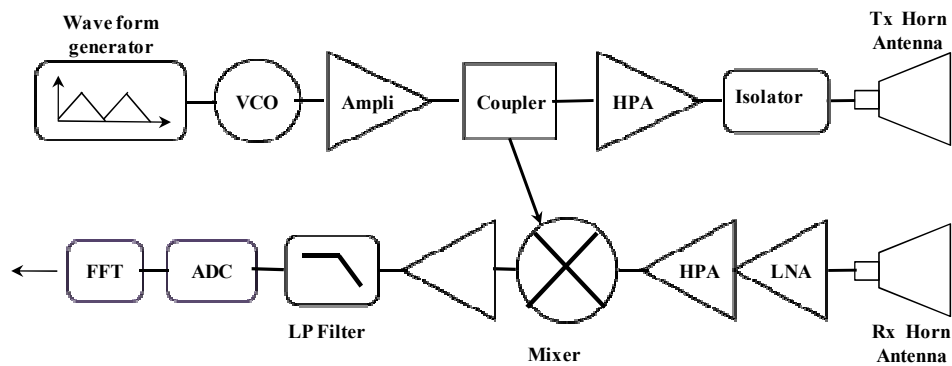 Wave form
generator
Tx Horn
Antenna
VCO
Ampli
Coupler
HPA
Isolator
FFT
ADC
HPA
LNA
LP Filter
Mixer
Rx Horn
Antenna